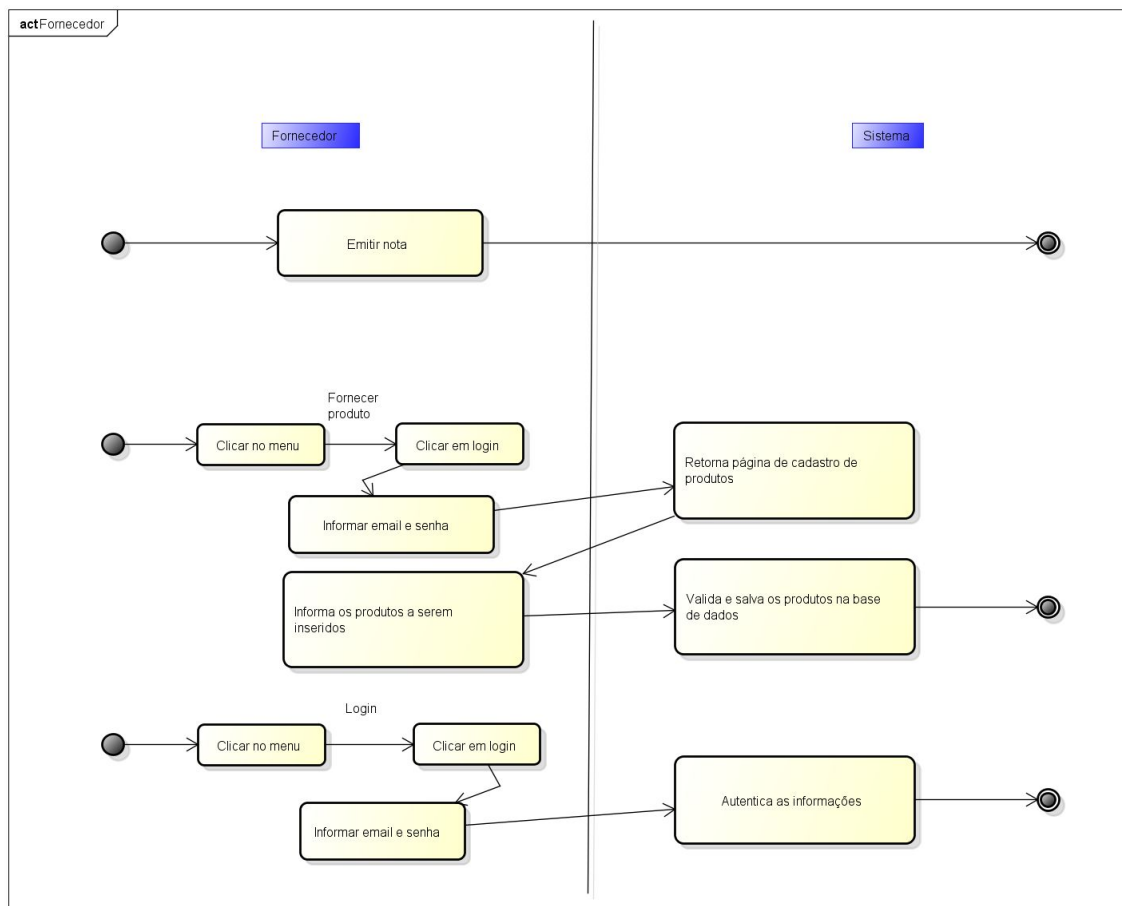 act Fornecedor
Fornecedor
Sistema
Emitir nota
Fornecer
produto
Clicar no menu
Clicar em login
Retorna página de cadastro de
produtos
Informar email e senha
Informa os produtos a serem
inseridos
Valida e salva os produtos na base
de dados
Login
Clicar no menu
Clicar em login
Autentica as informações
Informar email e senha